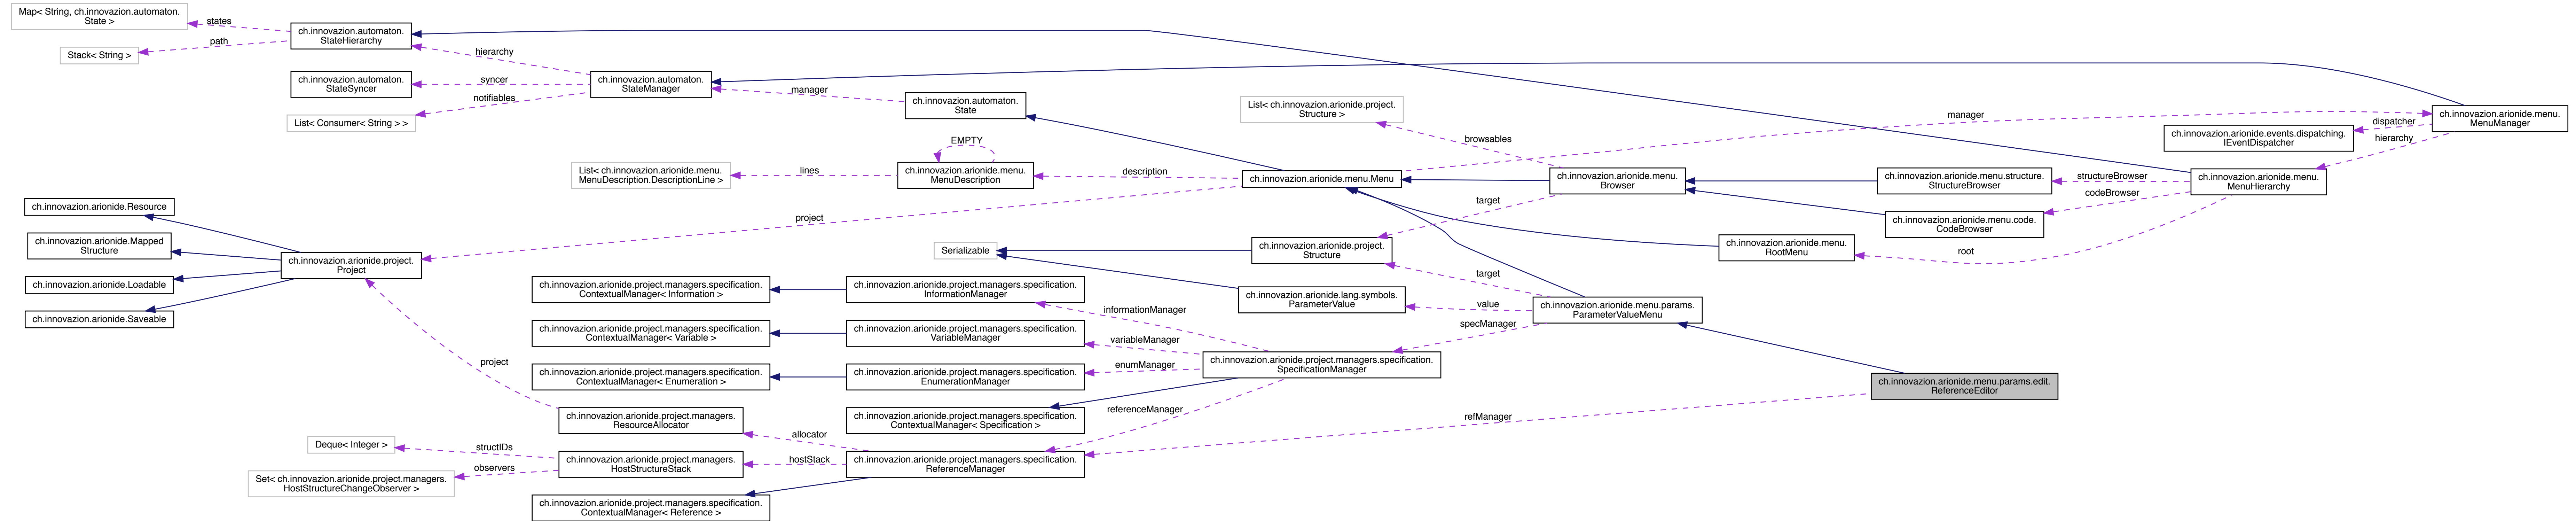 Map< String, ch.innovazion.automaton.
State >
states
path
Stack< String >
ch.innovazion.automaton.
StateHierarchy
hierarchy
ch.innovazion.automaton.
StateSyncer
syncer
notifiables
List< Consumer< String > >
ch.innovazion.automaton.
StateManager
manager
ch.innovazion.automaton.
State
List< ch.innovazion.arionide.project.
Structure >
browsables
manager
ch.innovazion.arionide.menu.
MenuManager
dispatcher
hierarchy
ch.innovazion.arionide.events.dispatching.
IEventDispatcher
EMPTY
List< ch.innovazion.arionide.menu.
MenuDescription.DescriptionLine >
lines
ch.innovazion.arionide.menu.
MenuDescription
description
ch.innovazion.arionide.menu.Menu
ch.innovazion.arionide.menu.
Browser
ch.innovazion.arionide.menu.structure.
StructureBrowser
structureBrowser
codeBrowser
ch.innovazion.arionide.menu.
MenuHierarchy
ch.innovazion.arionide.menu.code.
CodeBrowser
target
project
ch.innovazion.arionide.Resource
ch.innovazion.arionide.Mapped
Structure
ch.innovazion.arionide.Loadable
ch.innovazion.arionide.Saveable
ch.innovazion.arionide.project.
Project
Serializable
ch.innovazion.arionide.project.
Structure
ch.innovazion.arionide.menu.
RootMenu
root
target
ch.innovazion.arionide.project.managers.specification.
ContextualManager< Information >
ch.innovazion.arionide.project.managers.specification.
InformationManager
ch.innovazion.arionide.lang.symbols.
ParameterValue
value
ch.innovazion.arionide.menu.params.
ParameterValueMenu
informationManager
specManager
ch.innovazion.arionide.project.managers.specification.
ContextualManager< Variable >
ch.innovazion.arionide.project.managers.specification.
VariableManager
variableManager
ch.innovazion.arionide.project.managers.specification.
SpecificationManager
project
ch.innovazion.arionide.project.managers.specification.
ContextualManager< Enumeration >
ch.innovazion.arionide.project.managers.specification.
EnumerationManager
enumManager
ch.innovazion.arionide.menu.params.edit.
ReferenceEditor
ch.innovazion.arionide.project.managers.
ResourceAllocator
ch.innovazion.arionide.project.managers.specification.
ContextualManager< Specification >
referenceManager
refManager
allocator
Deque< Integer >
structIDs
observers
Set< ch.innovazion.arionide.project.managers.
HostStructureChangeObserver >
ch.innovazion.arionide.project.managers.
HostStructureStack
hostStack
ch.innovazion.arionide.project.managers.specification.
ReferenceManager
ch.innovazion.arionide.project.managers.specification.
ContextualManager< Reference >